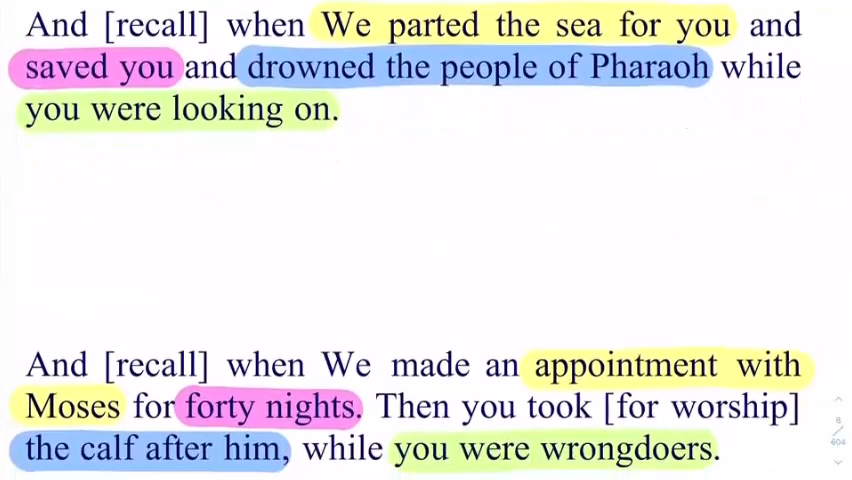 And [recall] when We parted the sea for you and
saved you and drowned the people of Pharaoh while
you were looking on.
And [recall] when We made an appointment with
Moses for forty nights. Then you took [for worship]
the calf after him, while you were wrongdoers.
8
604